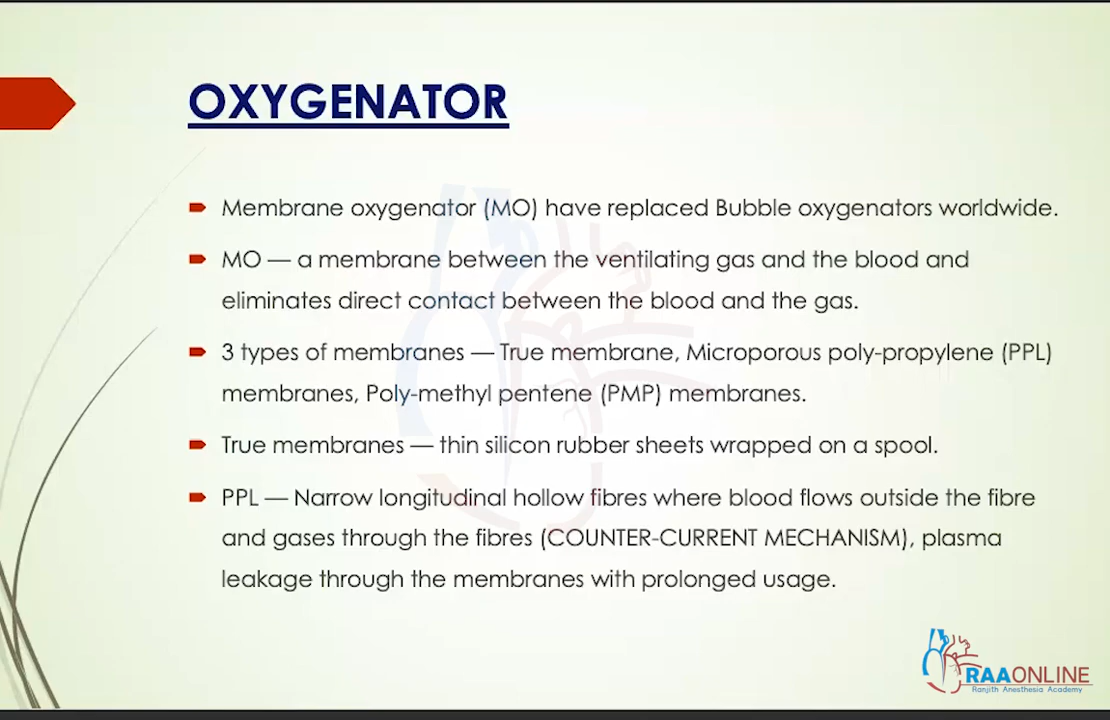 OXYGENATOR
Membrane oxygenator (MO) have replaced Bubble oxygenators worldwide.
MO — a membrane between the ventilating gas and the blood and
eliminates direct contact between the blood and the gas.
3 types of membranes — True membrane, Microporous poly-propylene (PPL)
membranes, Poly-methyl pentene (PMP) membranes.
True membranes — thin silicon rubber sheets wrapped on a spool.
PPL — Narrow longitudinal hollow fibres where blood flows outside the fibre
and gases through the fibres (COUNTER-CURRENT MECHANISM), plasma
leakage through the membranes with prolonged usage.
RAAONLINE
Ranjith Anesthesia Academy